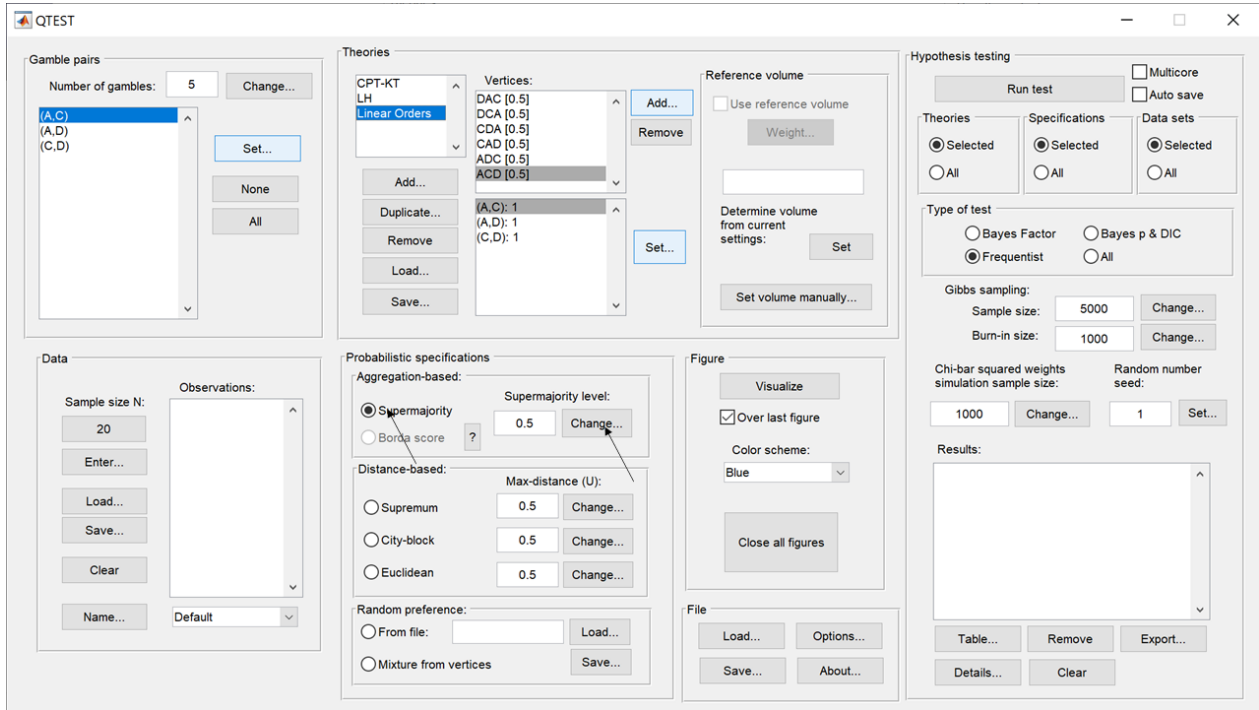 QTEST
Gamble pairs
Number of gambles:
5
Change...
(A,C)
(A,D)
(C,D)
Set...
None
All
Theories
CPT-KT
LH
Linear Orders
Add...
Duplicate...
Remove
Load...
Save...
Vertices:
DAC [0.5]
DCA [0.5]
CDA [0.5]
CAD [0.5]
ADC [0.5]
ACD [0.5]
Add...
Remove
(A,C): 1
(A,D): 1
(C,D): 1
Set...
Reference volume
Use reference volume
Weight...
Determine volume
from current
settings:
Set
Set volume manually...
Hypothesis testing
Run test
Multicore
Auto save
Theories
Selected
All
Specifications
Selected
All
Data sets
Selected
All
Type of test
Bayes Factor
Bayes p & DIC
Frequentist
All
Gibbs sampling:
Sample size:
5000
Change...
Burn-in size:
1000
Change...
Chi-bar squared weights
simulation sample size:
1000
Change...
Random number
seed:
1
Set...
Results:
Table...
Remove
Export...
Details...
Clear
Data
Sample size N:
20
Enter...
Load...
Save...
Clear
Name...
Observations:
Default
Probabilistic specifications
Aggregation-based:
Supermajority
Borda score
?
Supermajority level:
0.5
Change...
Distance-based:
Max-distance (U):
Supremum
0.5
Change...
City-block
0.5
Change...
Euclidean
0.5
Change...
Random preference:
From file:
Load...
Mixture from vertices
Save...
Figure
Visualize
Over last figure
Color scheme:
Blue
Close all figures
File
Load...
Options...
Save...
About...